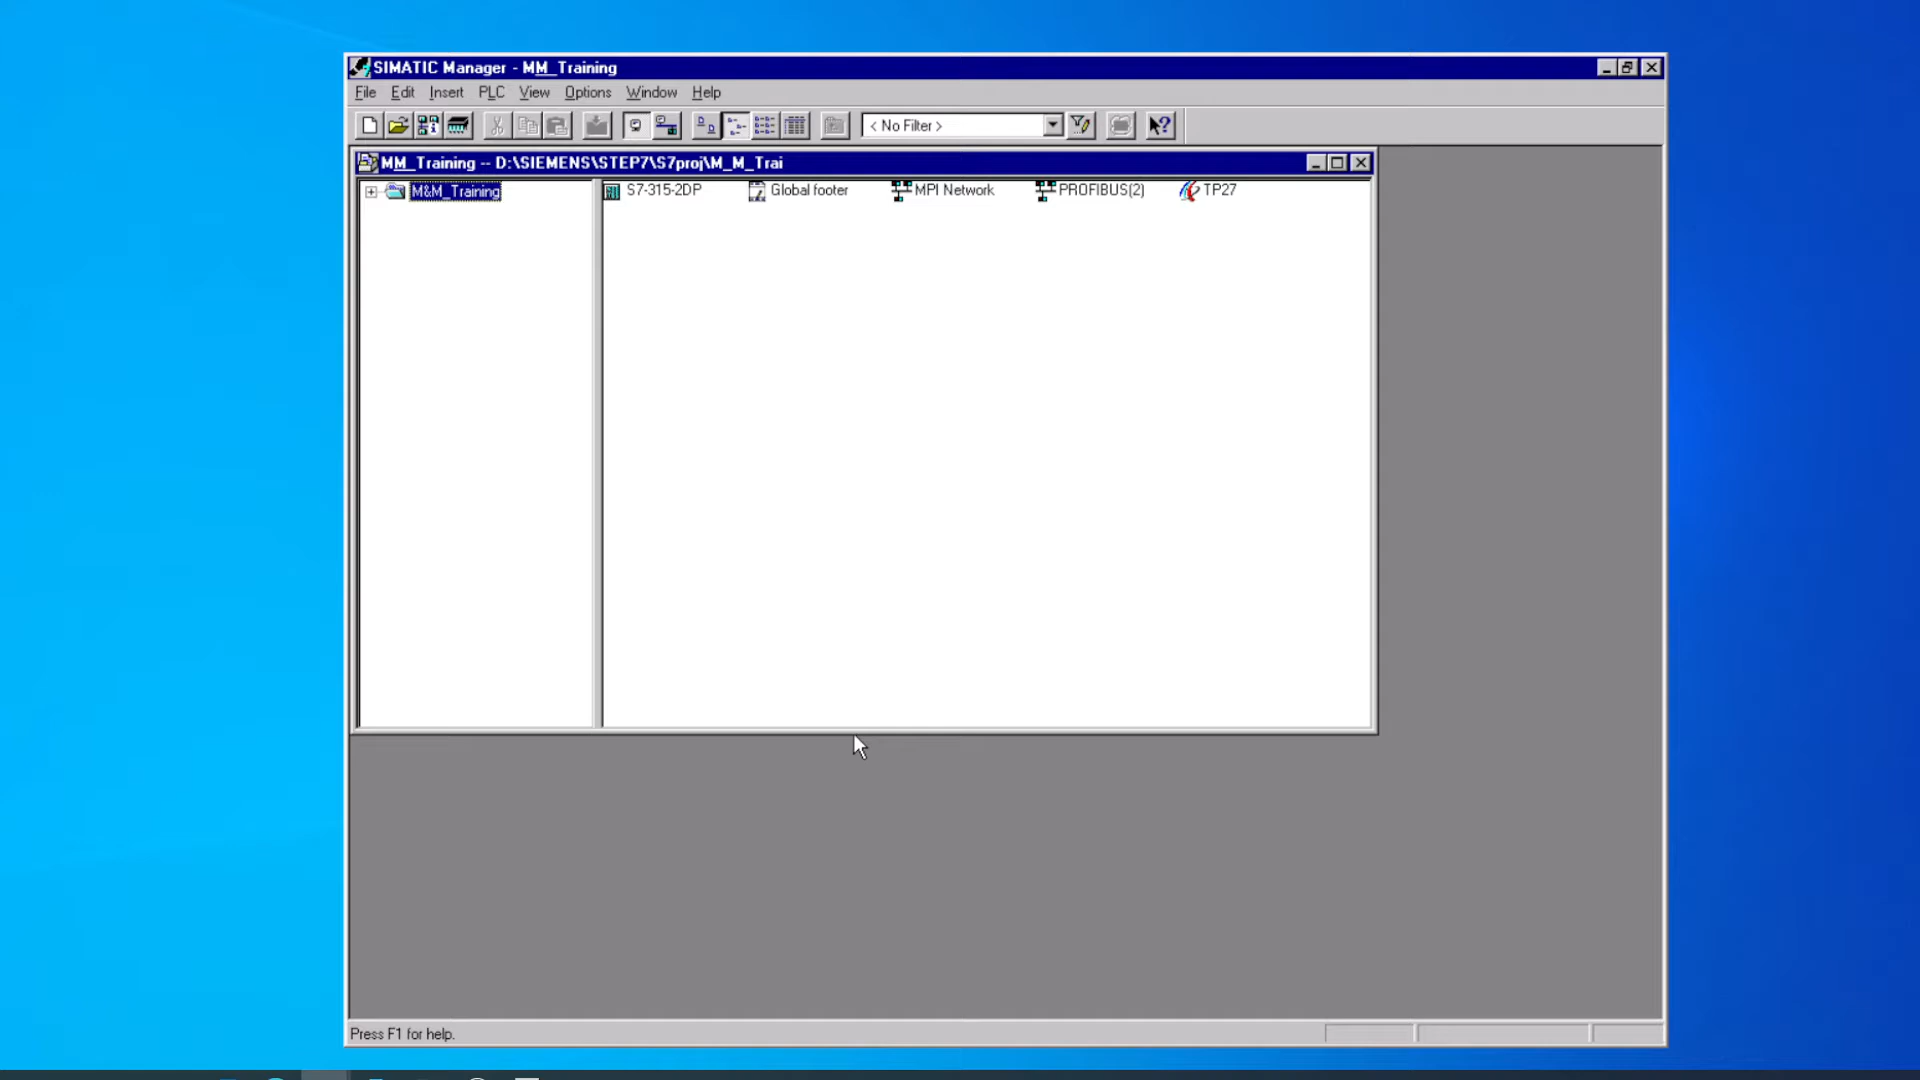 SIMATIC Manager - MM_Training
File Edit Insert PLC View Options Window Help
< No Filter >
MM_Training -- D:\SIEMENS\STEP7\S7proj\M_M_Trai
M&M_Training
S7-315-2DP Global footer MPI Network PROFIBUS(2) TP27
Press F1 for help.